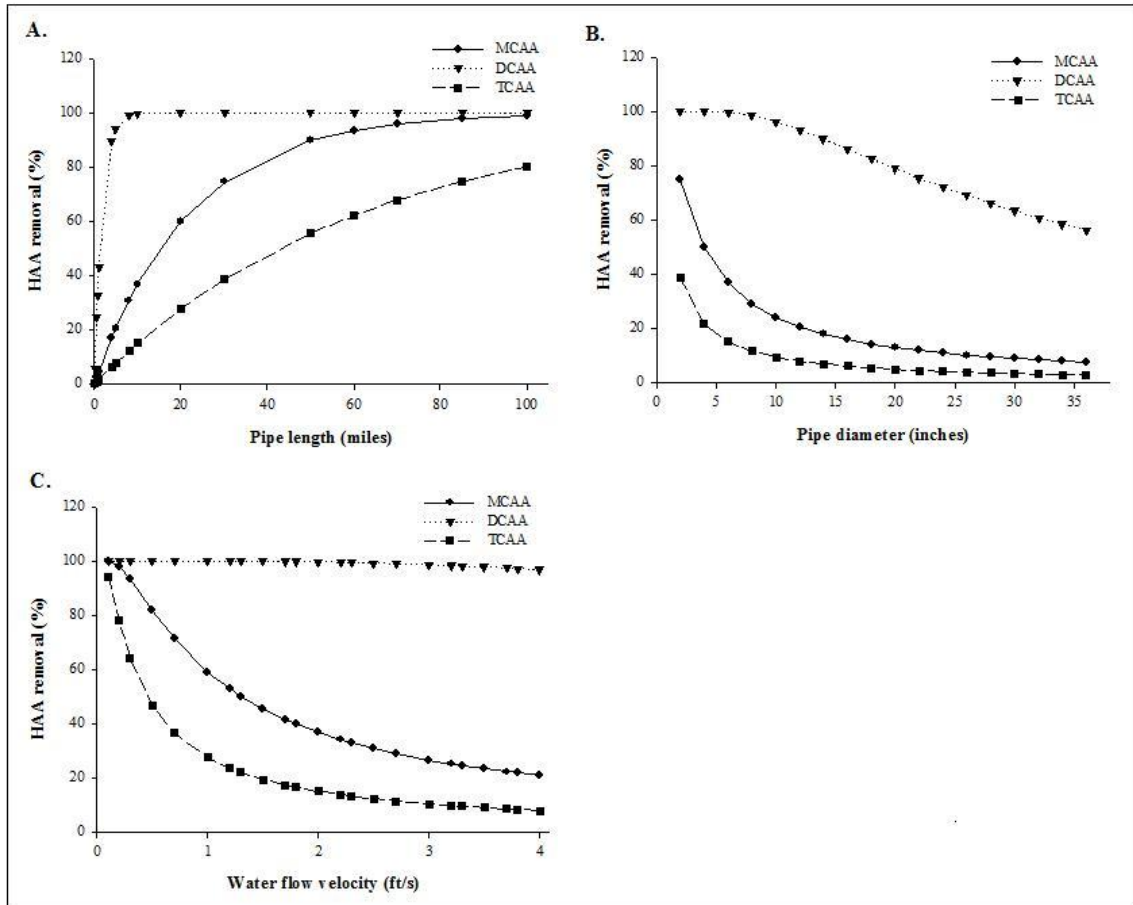 A.
MCAA
DCAA
TCAA
120
100
80
60
40
20
0
HAA removal (%)
0 20 40 60 80 100
Pipe length (miles)
B.
MCAA
DCAA
TCAA
120
100
80
60
40
20
0
HAA removal (%)
0 5 10 15 20 25 30 35
Pipe diameter (inches)
C.
MCAA
DCAA
TCAA
120
100
80
60
40
20
0
HAA removal (%)
0 1 2 3 4
Water flow velocity (ft/s)